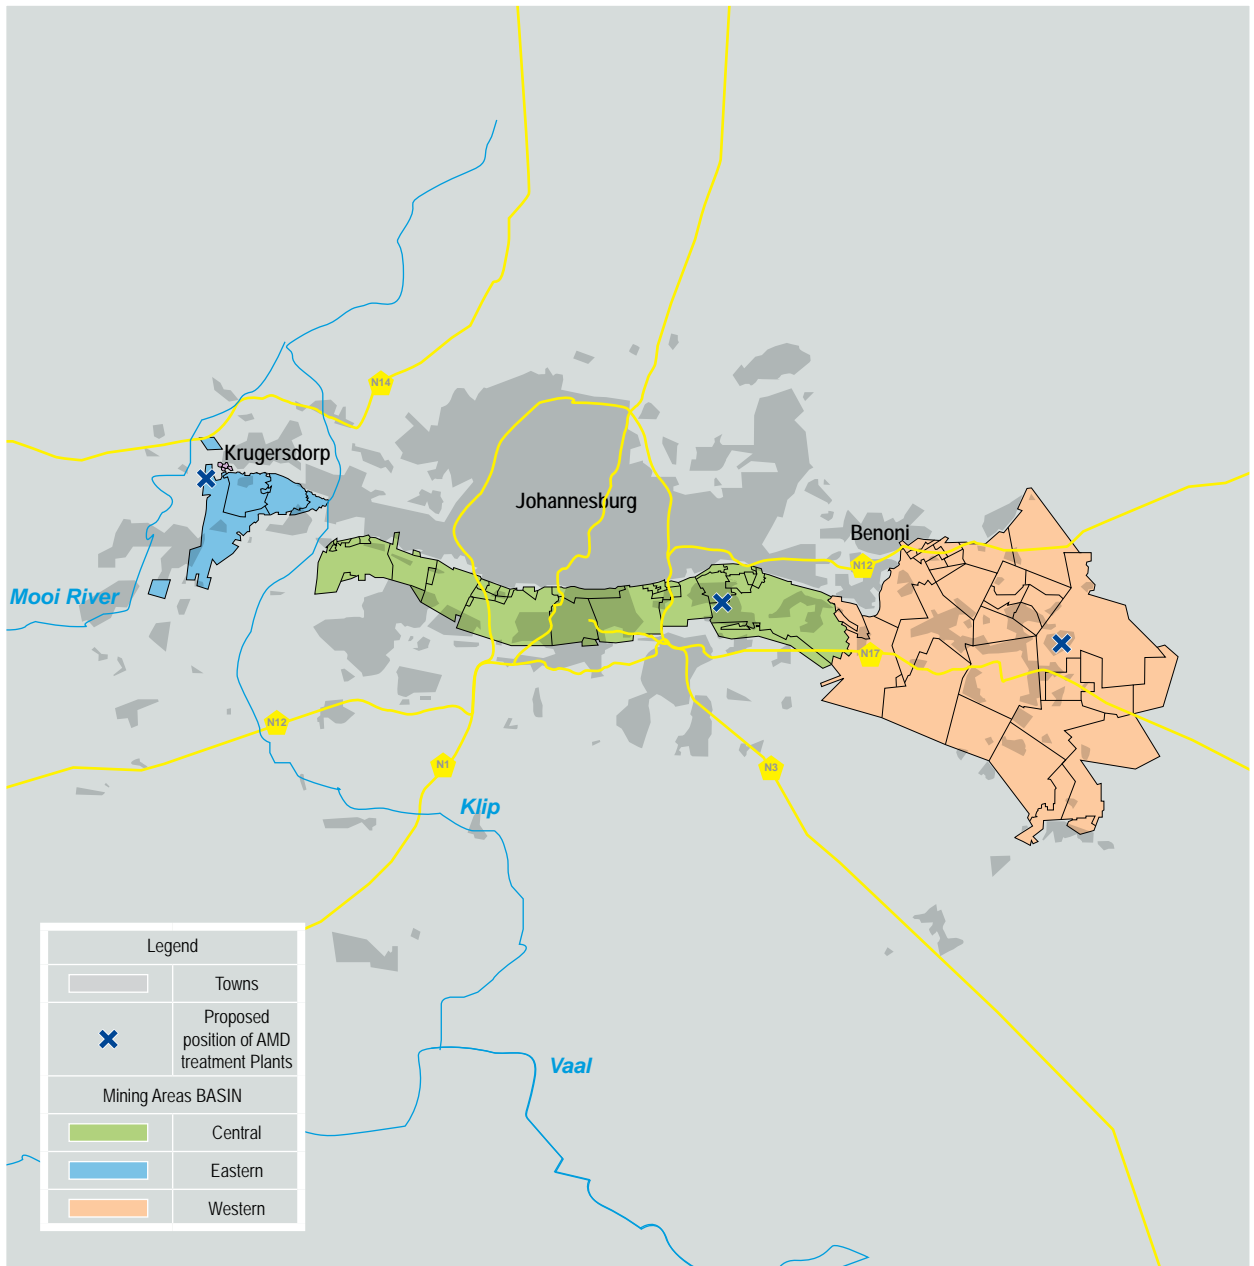 N14
Krugersdorp
Johannesburg
Benoni
N12
Mooi River
N17
N12
N1
N3
Klip
Vaal
Legend
Towns
Proposed
position of AMD
treatment Plants
Mining Areas BASIN
Central
Eastern
Western